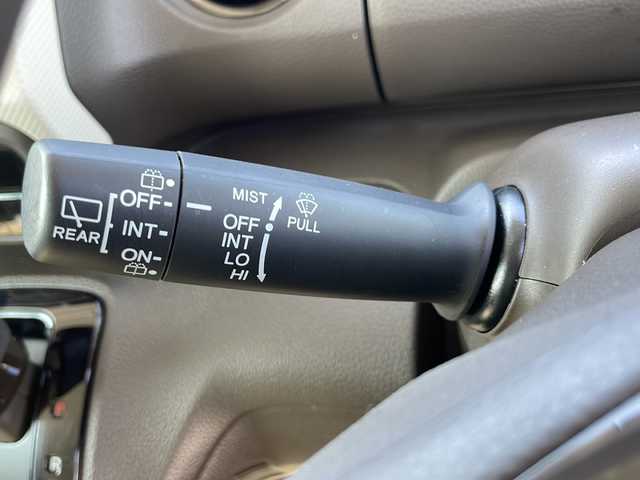 OFF
INT
ON
REAR
MIST
OFF
INT
LO
HI
PULL